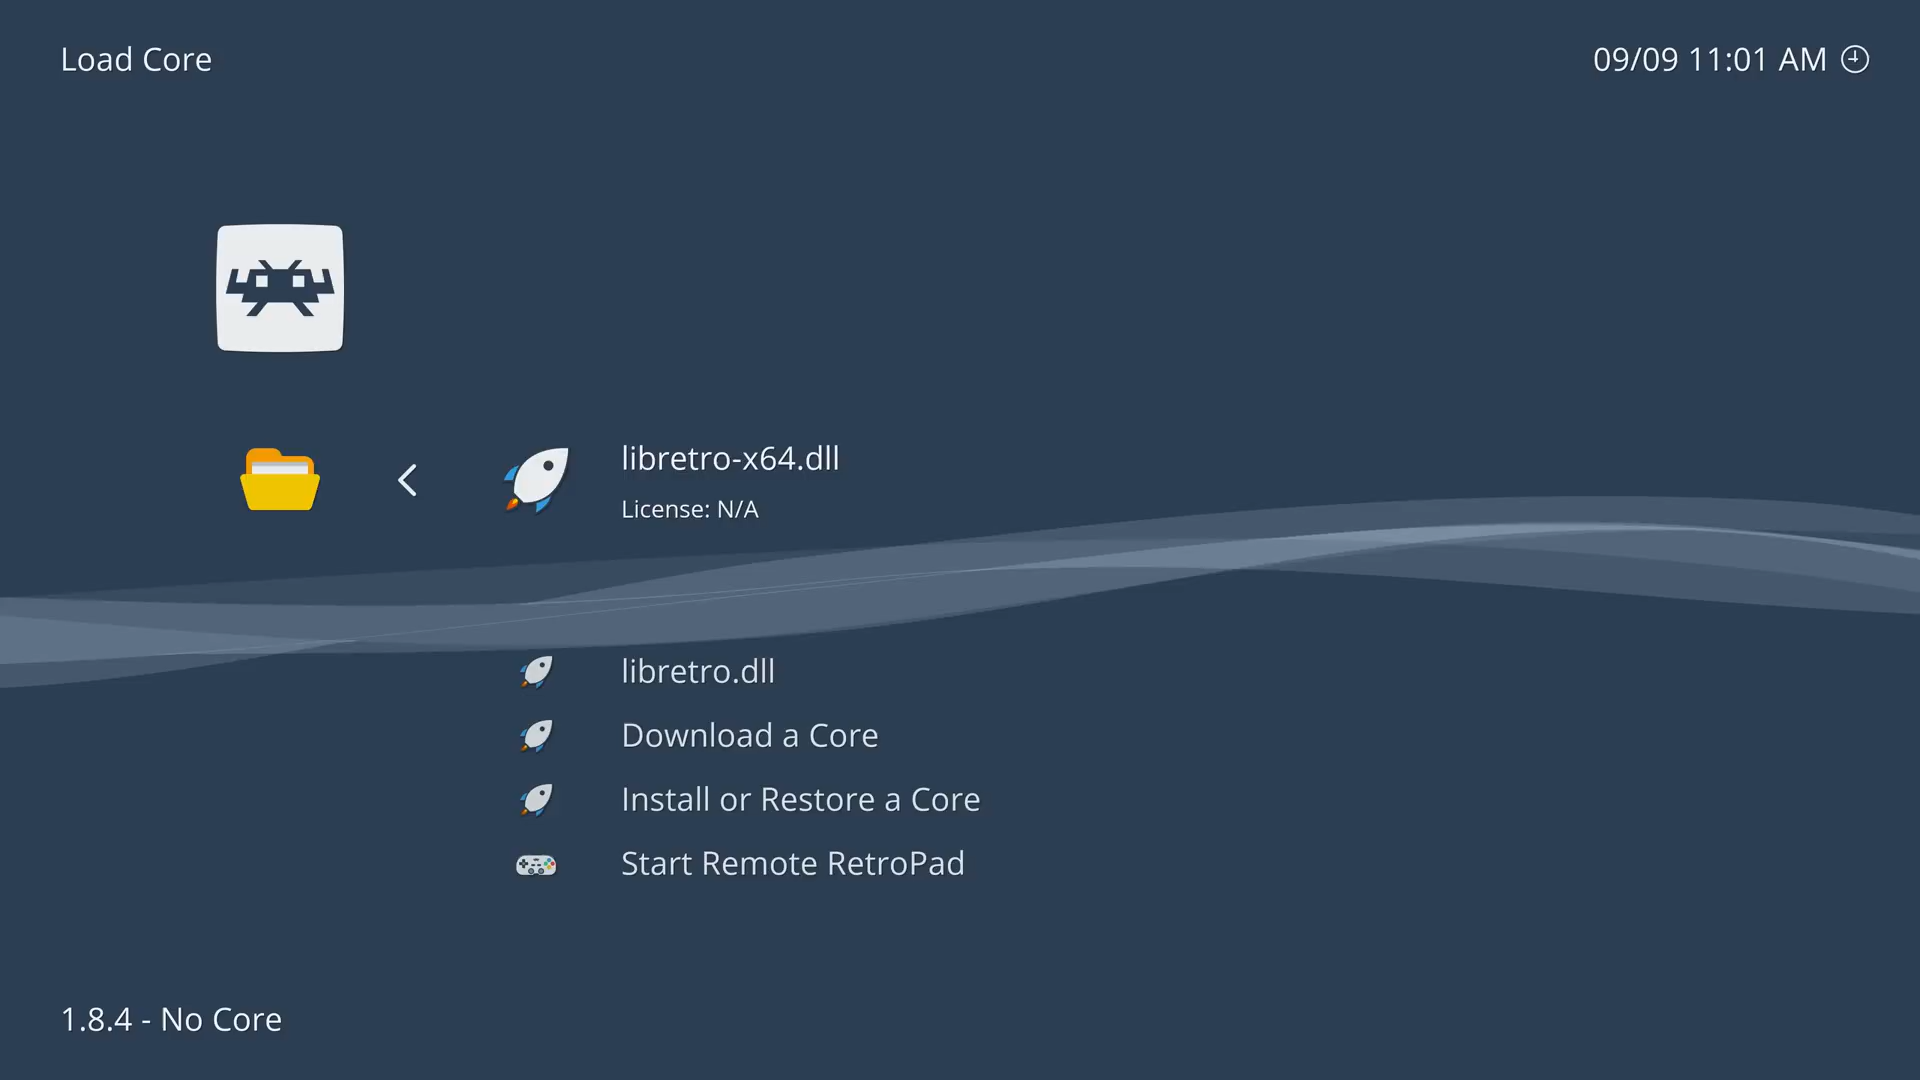 Load Core
09/09 11:01 AM
libretro-x64.dll
License: N/A
libretro.dll
Download a Core
Install or Restore a Core
Start Remote RetroPad
1.8.4 - No Core